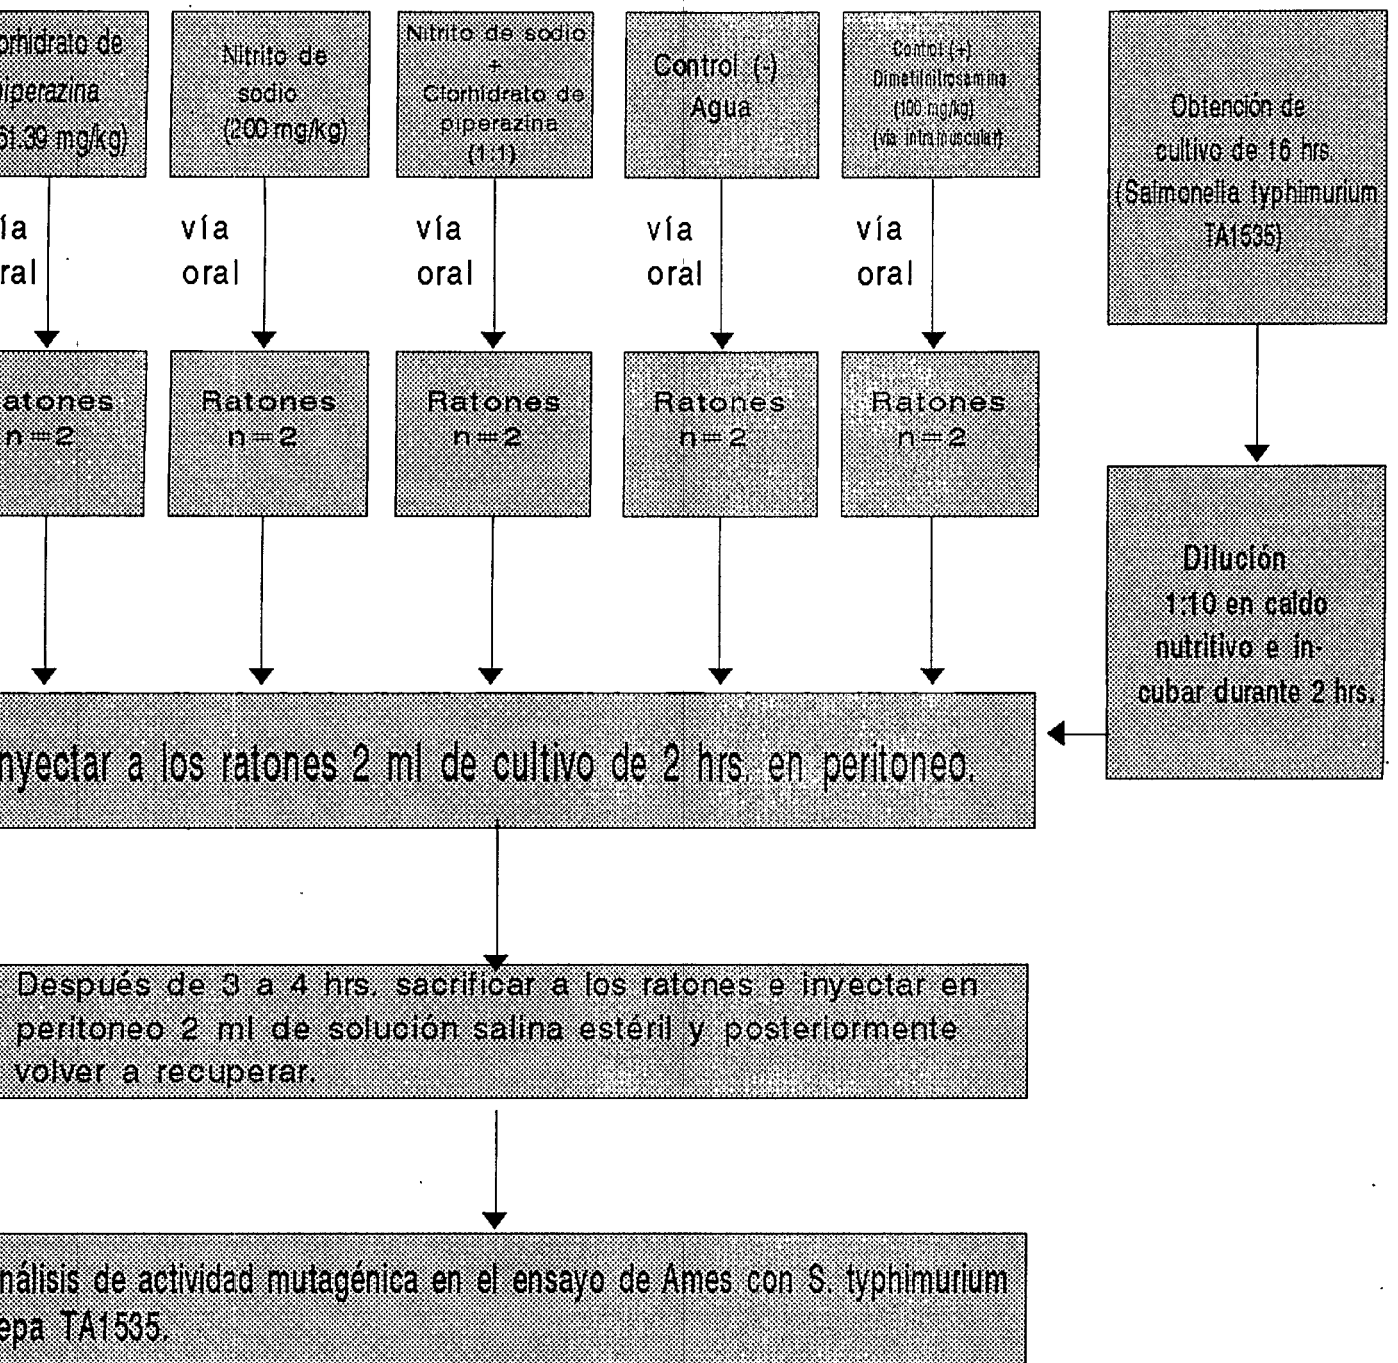 orhidrato de
iperazina
61.39 mg/kg)
Nitrito de
sodio
(200 mg/kg)
Nitrito de sodio
+
Clorhidrato de
piperazina
(1:1)
Control (-)
Agua
Control (+)
Dimetilnitrosamina
(100 mg/kg)
(vía intramuscular)
Obtención de
cultivo de 16 hrs.
(Salmonella typhimurium
TA1535)
ía
ral
vía
oral
vía
oral
vía
oral
vía
oral
atones
n=2
Ratones
n=2
Ratones
n=2
Ratones
n=2
Ratones
n=2
Dilución
1:10 en caldo
nutritivo e in-
cubar durante 2 hrs.
nyectar a los ratones 2 ml de cultivo de 2 hrs. en peritoneo.
Después de 3 a 4 hrs. sacrificar a los ratones e inyectar en
peritoneo 2 ml de solución salina estéril y posteriormente
volver a recuperar.
nálisis de actividad mutagénica en el ensayo de Ames con S. typhimurium
epa TA1535.